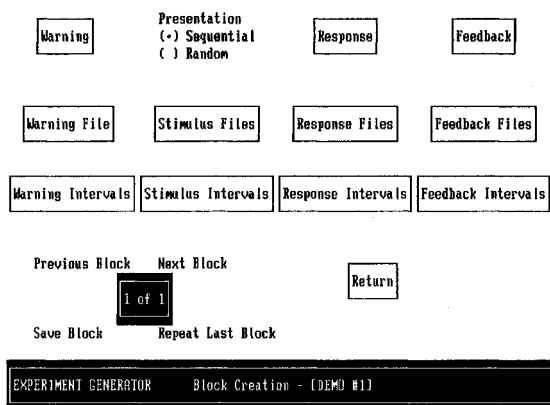 Presentation
Warning (•) Sequential Response Feedback
( ) Random
Warning File Stimulus Files Response Files Feedback Files
Warning Intervals Stimulus Intervals Response Intervals Feedback Intervals
Previous Block Next Block
1 of 1 Return
Save Block Repeat Last Block
EXPERIMENT GENERATOR Block Creation - [DEMO #1]